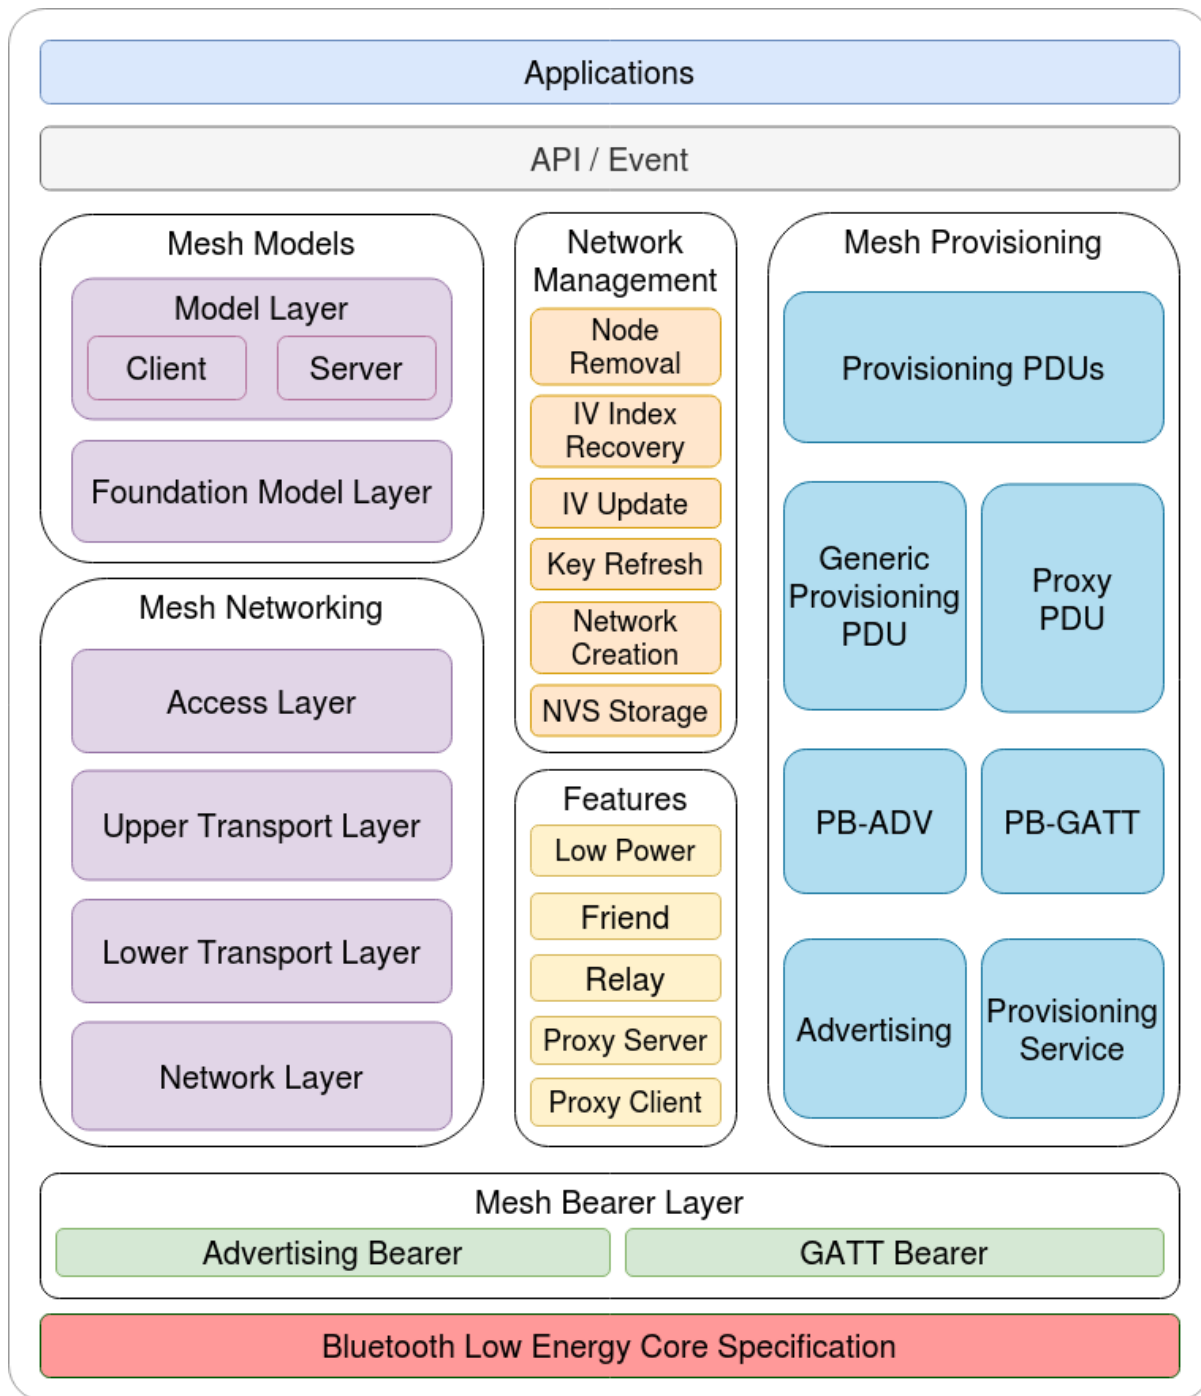 Applications
API / Event
Mesh Models
Model Layer
Client
Server
Foundation Model Layer
Mesh Networking
Access Layer
Upper Transport Layer
Lower Transport Layer
Network Layer
Network
Management
Node
Removal
IV Index
Recovery
IV Update
Key Refresh
Network
Creation
NVS Storage
Features
Low Power
Friend
Relay
Proxy Server
Proxy Client
Mesh Provisioning
Provisioning PDUs
Generic
Provisioning
PDU
Proxy
PDU
PB-ADV
PB-GATT
Advertising
Provisioning
Service
Mesh Bearer Layer
Advertising Bearer
GATT Bearer
Bluetooth Low Energy Core Specification